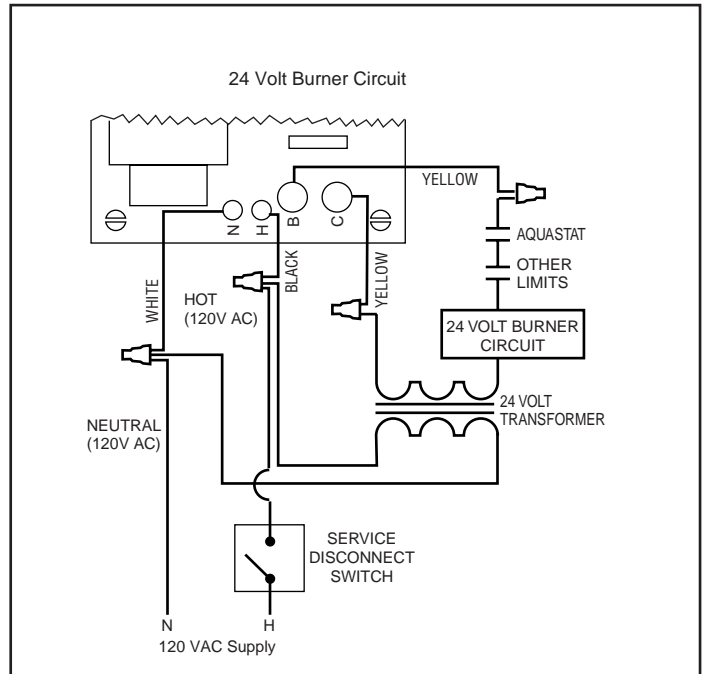 24 Volt Burner Circuit
YELLOW
N
H
B
C
AQUASTAT
OTHER
LIMITS
WHITE
HOT
(120V AC)
BLACK
YELLOW
24 VOLT BURNER
CIRCUIT
24 VOLT
TRANSFORMER
NEUTRAL
(120V AC)
SERVICE
DISCONNECT
SWITCH
N
H
120 VAC Supply